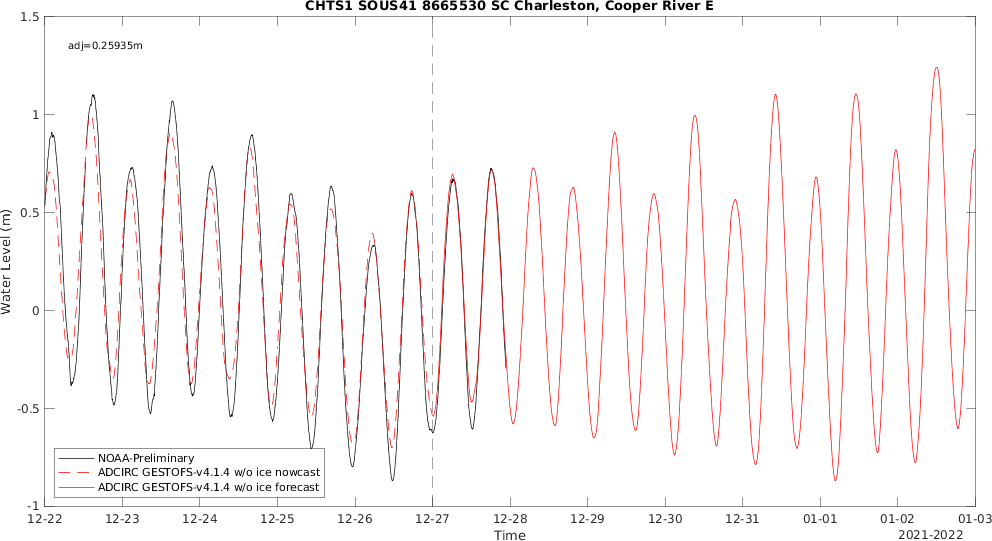 CHTS1 SOUS41 8665530 SC Charleston, Cooper River E
adj=0.25935m
1.5
1
0.5
0
-0.5
-1
Water Level (m)
NOAA-Preliminary
ADCIRC GESTOFS-v4.1.4 w/o ice nowcast
ADCIRC GESTOFS-v4.1.4 w/o ice forecast
12-22 12-23 12-24 12-25 12-26 12-27 12-28 12-29 12-30 12-31 01-01 01-02 01-03
Time
2021-2022